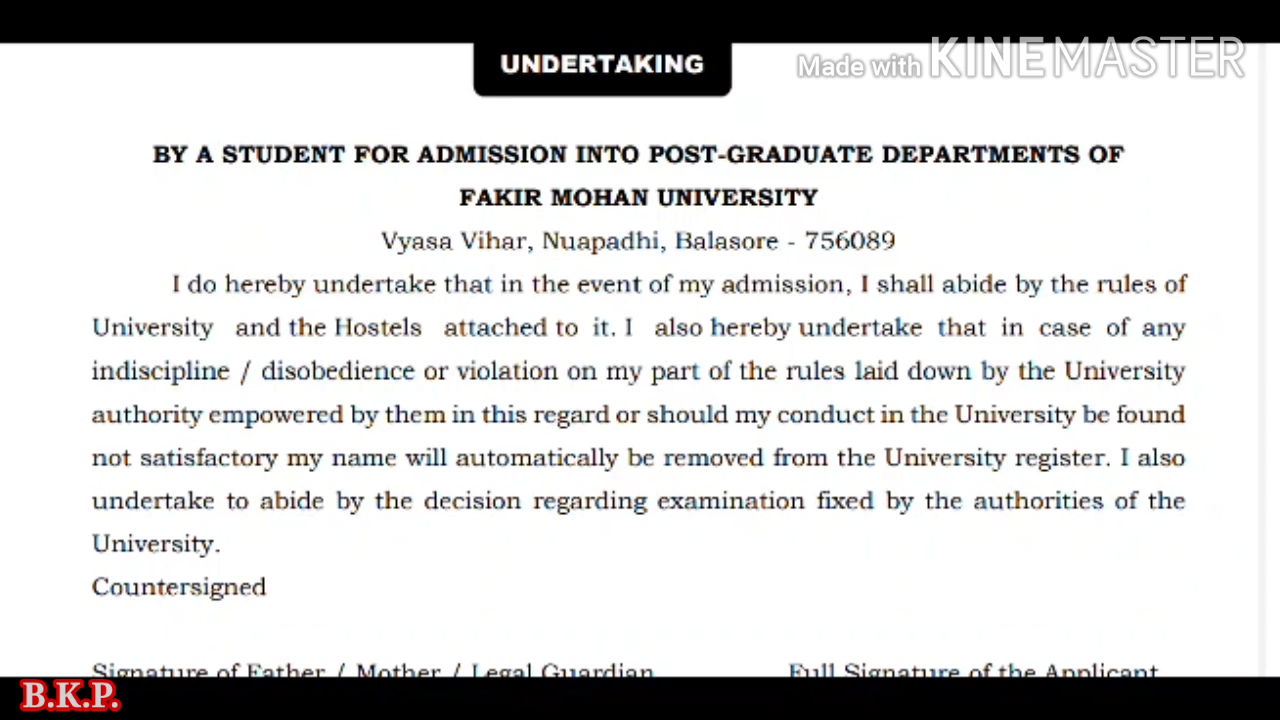 UNDERTAKING
Made with KINEMASTER
BY A STUDENT FOR ADMISSION INTO POST-GRADUATE DEPARTMENTS OF
FAKIR MOHAN UNIVERSITY
Vyasa Vihar, Nuapadhi, Balasore - 756089
I do hereby undertake that in the event of my admission, I shall abide by the rules of
University and the Hostels attached to it. I also hereby undertake that in case of any
indiscipline / disobedience or violation on my part of the rules laid down by the University
authority empowered by them in this regard or should my conduct in the University be found
not satisfactory my name will automatically be removed from the University register. I also
undertake to abide by the decision regarding examination fixed by the authorities of the
University.
Countersigned
Signature of Father / Mother / Legal Guardian Full Signature of the Applicant
B.K.P.